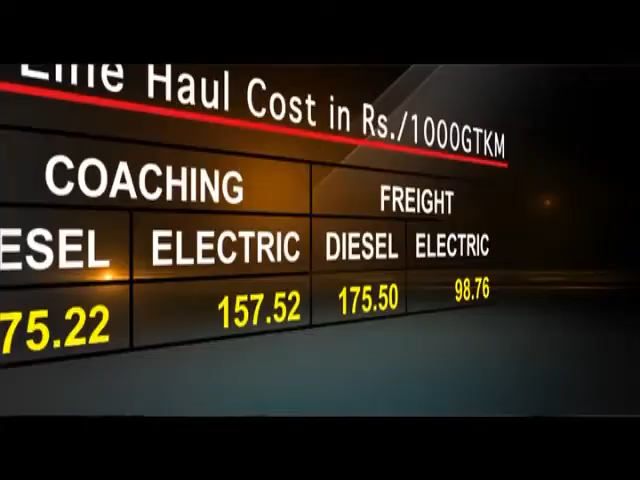 Line Haul Cost in Rs./1000GTKM
COACHING FREIGHT
ESEL ELECTRIC DIESEL ELECTRIC
75.22 157.52 175.50 98.76